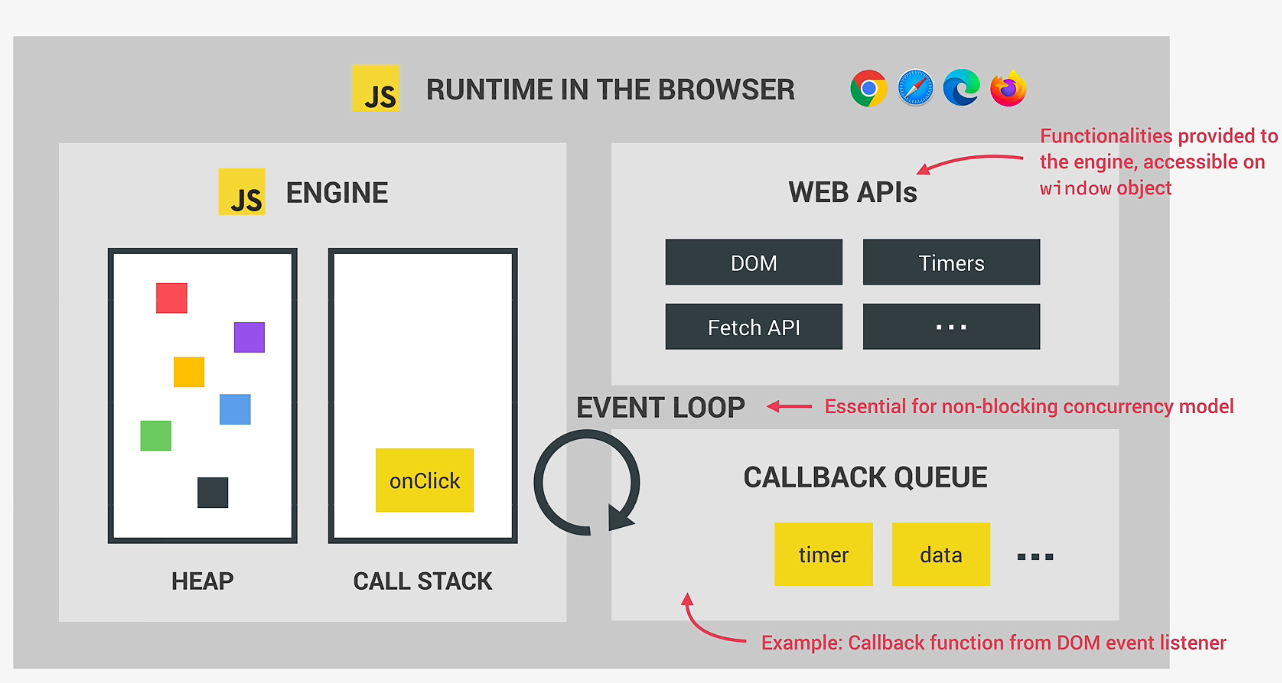 JS RUNTIME IN THE BROWSER
Functionalities provided to
the engine, accessible on
window object
JS ENGINE
WEB APIs
DOM
Timers
Fetch API
...
EVENT LOOP
Essential for non-blocking concurrency model
onClick
CALLBACK QUEUE
timer
data
...
HEAP
CALL STACK
Example: Callback function from DOM event listener